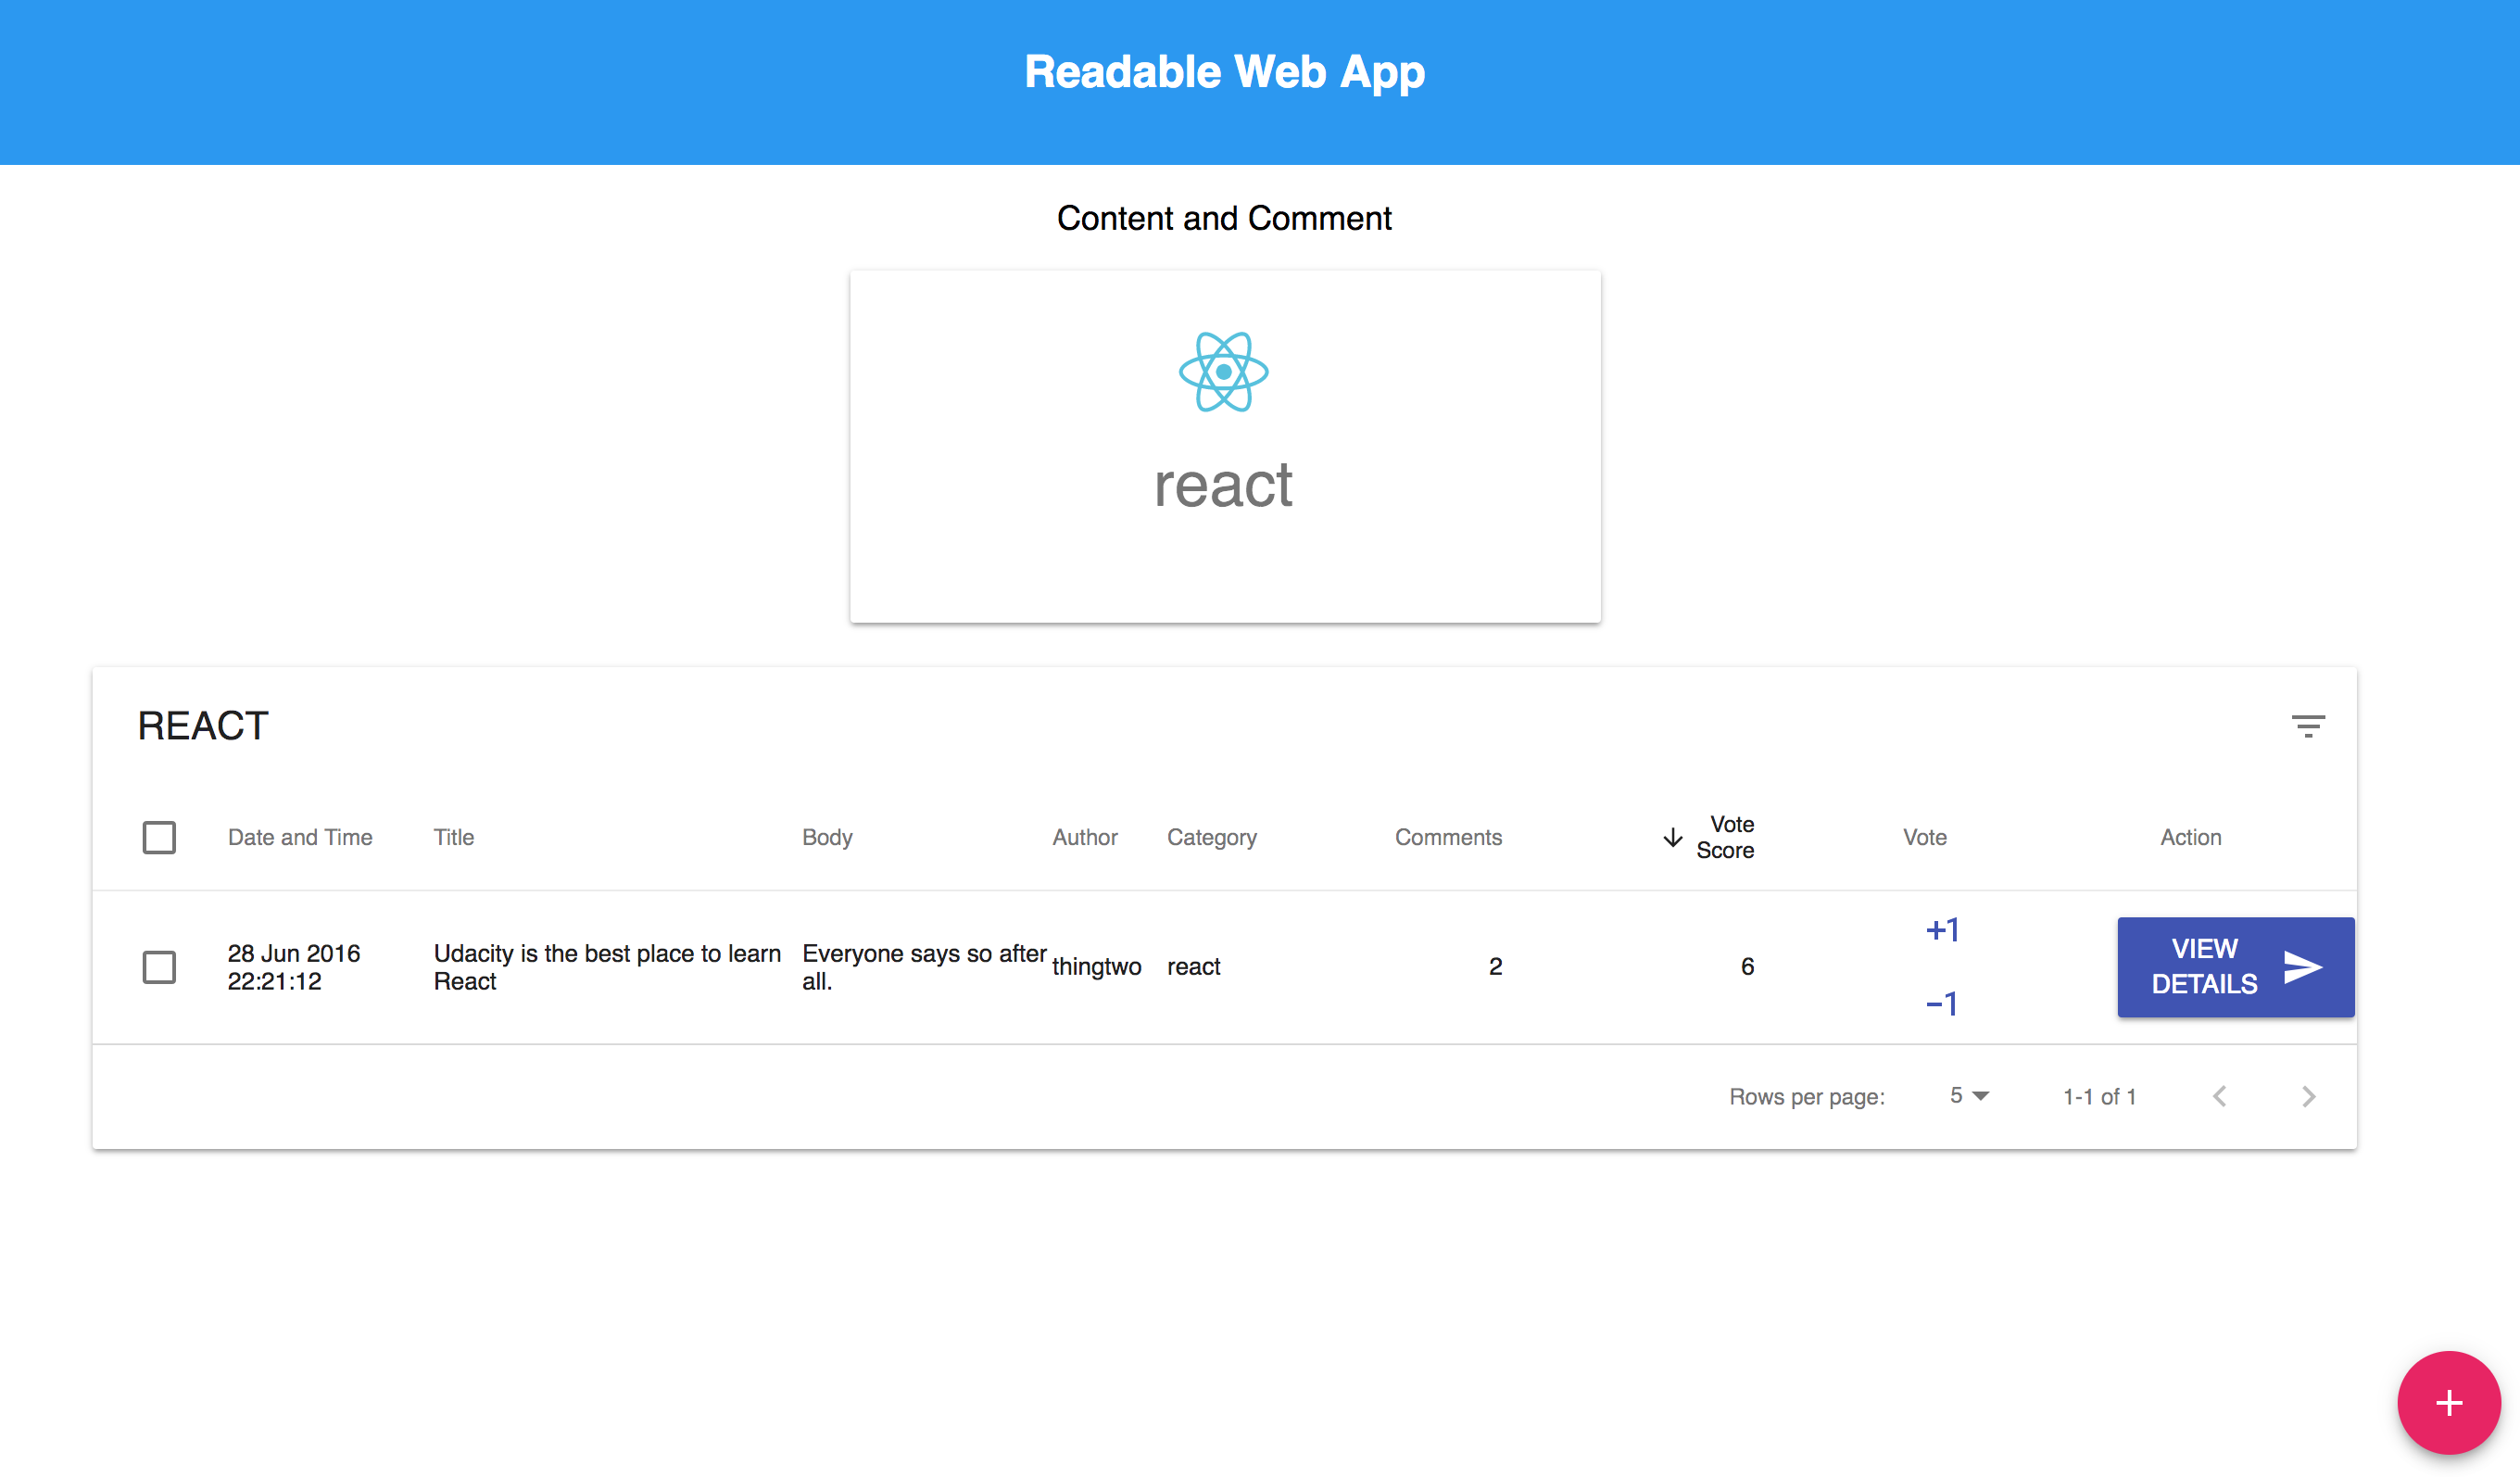 Readable Web App
Content and Comment
react
REACT
Date and Time Title Body Author Category Comments Vote Score Vote Action
28 Jun 2016 Udacity is the best place to learn Everyone says so after thingtwo react 2 6 +1 VIEW
22:21:12 React all. −1 DETAILS
Rows per page: 5 1-1 of 1
+